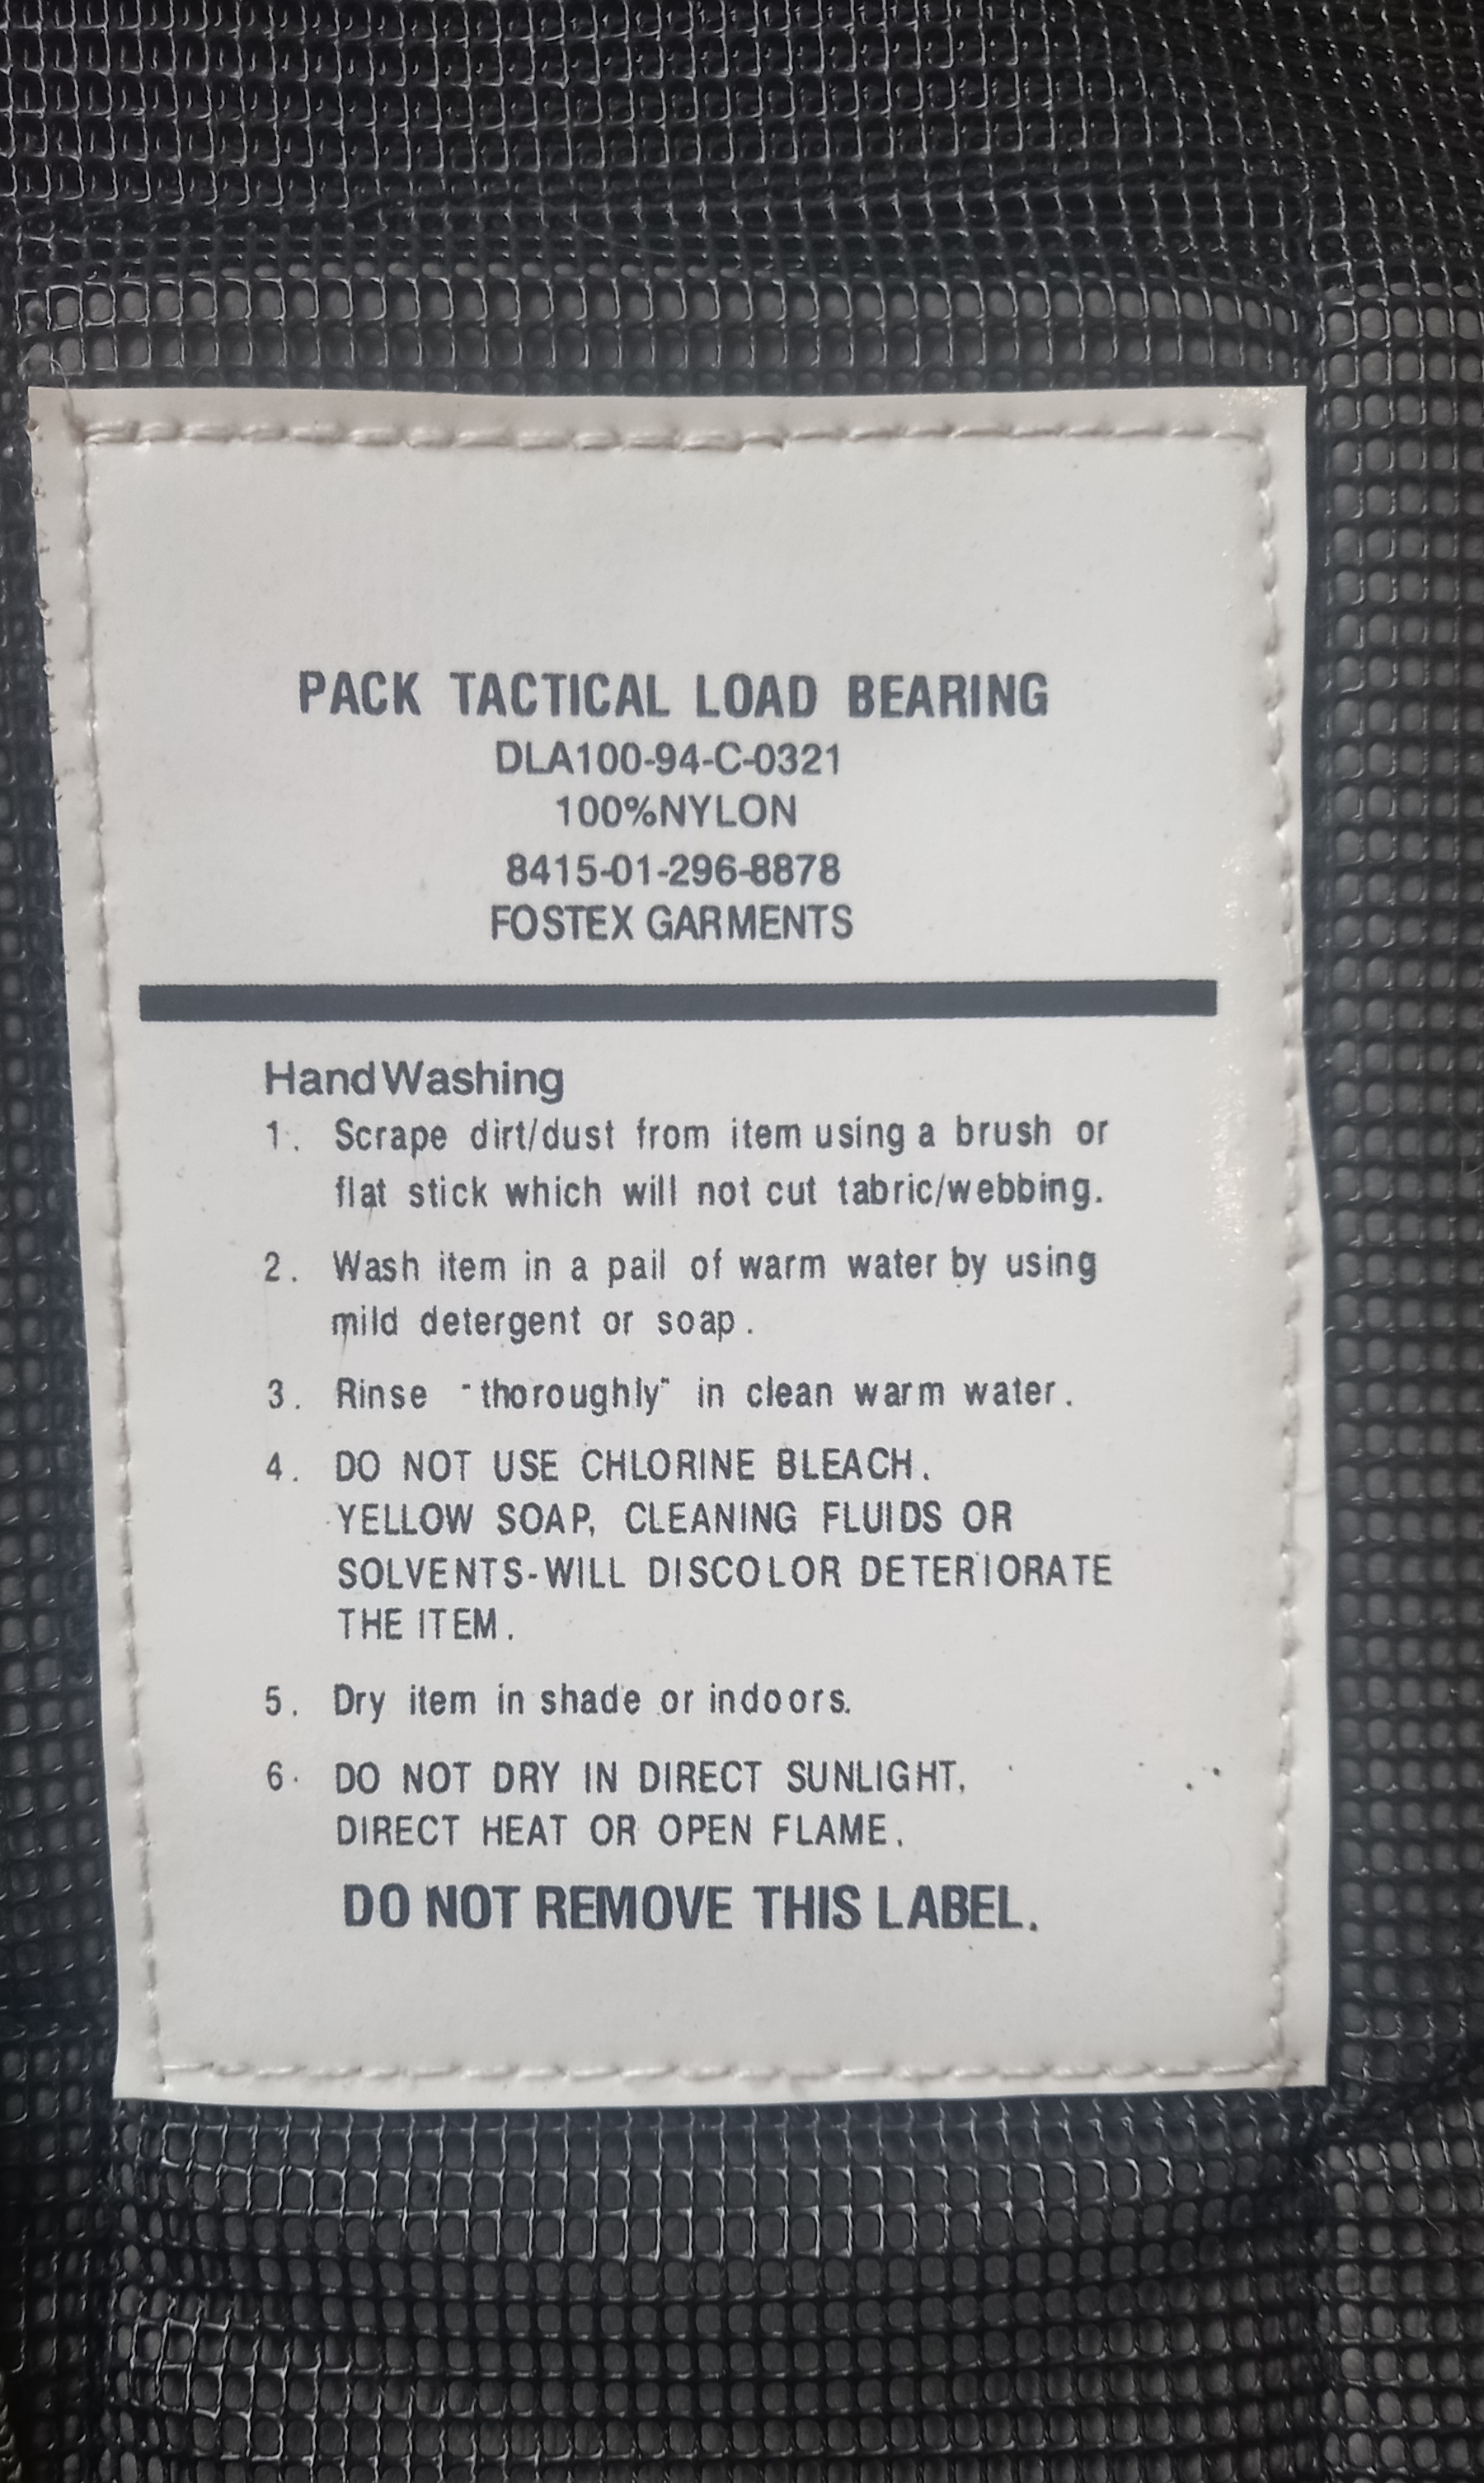 PACK TACTICAL LOAD BEARING
DLA100-94-C-0321
100%NYLON
8415-01-296-8878
FOSTEX GARMENTS
Hand Washing
1. Scrape dirt/dust from item using a brush or
flat stick which will not cut tabric/webbing.
2. Wash item in a pail of warm water by using
mild detergent or soap.
3. Rinse "thoroughly" in clean warm water.
4. DO NOT USE CHLORINE BLEACH.
YELLOW SOAP, CLEANING FLUIDS OR
SOLVENTS-WILL DISCOLOR DETERIORATE
THE ITEM.
5. Dry item in shade or indoors.
6. DO NOT DRY IN DIRECT SUNLIGHT,
DIRECT HEAT OR OPEN FLAME.
DO NOT REMOVE THIS LABEL.